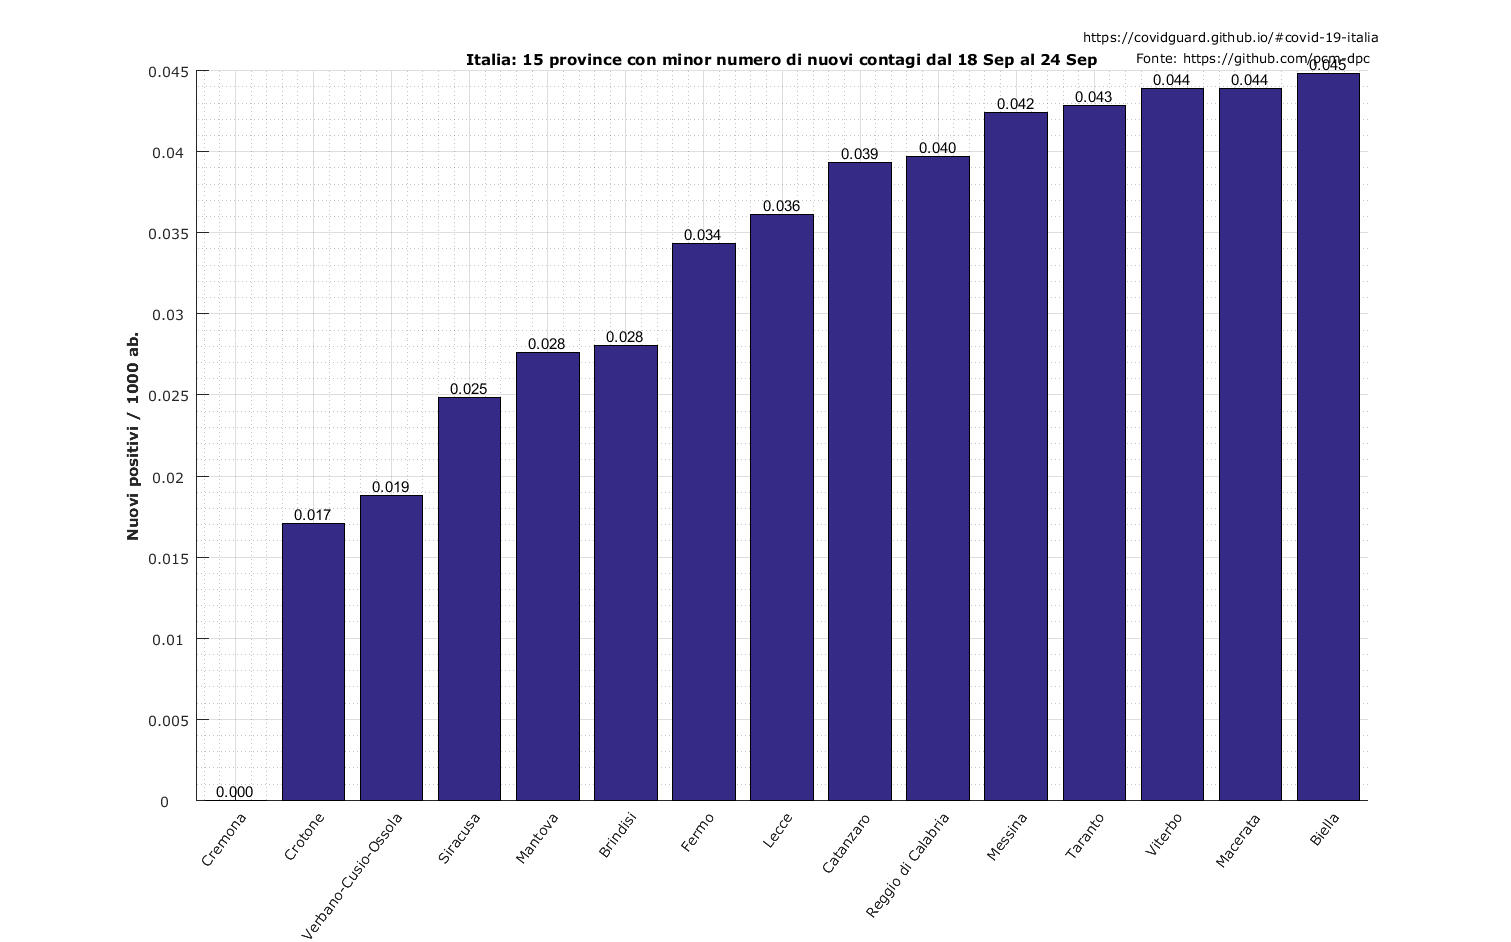 https://covidguard.github.io/#covid-19-italia
Italia: 15 province con minor numero di nuovi contagi dal 18 Sep al 24 Sep
Fonte: https://github.com/pcm-dpc
Nuovi positivi / 1000 ab.
0.045
0.04
0.035
0.03
0.025
0.02
0.015
0.01
0.005
0
0.000
0.017
0.019
0.025
0.028
0.028
0.034
0.036
0.039
0.040
0.042
0.043
0.044
0.044
0.045
Cremona
Crotone
Verbano-Cusio-Ossola
Siracusa
Mantova
Brindisi
Fermo
Lecce
Catanzaro
Reggio di Calabria
Messina
Taranto
Viterbo
Macerata
Biella